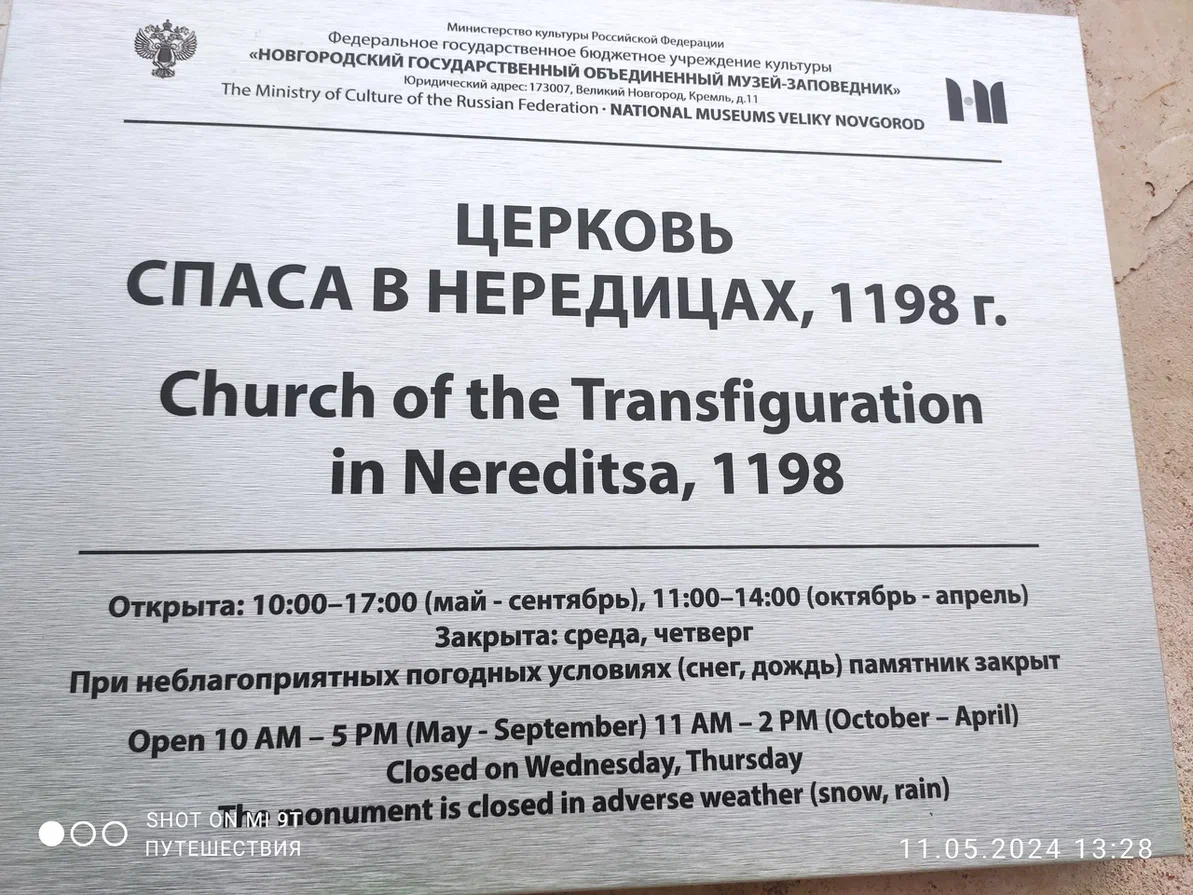 Министерство культуры Российской Федерации
Федеральное государственное бюджетное учреждение культуры
«НОВГОРОДСКИЙ ГОСУДАРСТВЕННЫЙ ОБЪЕДИНЕННЫЙ МУЗЕЙ-ЗАПОВЕДНИК»
Юридический адрес: 173007, Великий Новгород, Кремль, д.11
The Ministry of Culture of the Russian Federation · NATIONAL MUSEUMS VELIKY NOVGOROD
ЦЕРКОВЬ
СПАСА В НЕРЕДИЦАХ, 1198 г.
Church of the Transfiguration
in Nereditsa, 1198
Открыта: 10:00–17:00 (май - сентябрь), 11:00–14:00 (октябрь - апрель)
Закрыта: среда, четверг
При неблагоприятных погодных условиях (снег, дождь) памятник закрыт
Open 10 AM – 5 PM (May - September) 11 AM – 2 PM (October – April)
Closed on Wednesday, Thursday
The monument is closed in adverse weather (snow, rain)
SHOT ON MI 9T
ПУТЕШЕСТВИЯ
11.05.2024 13:28